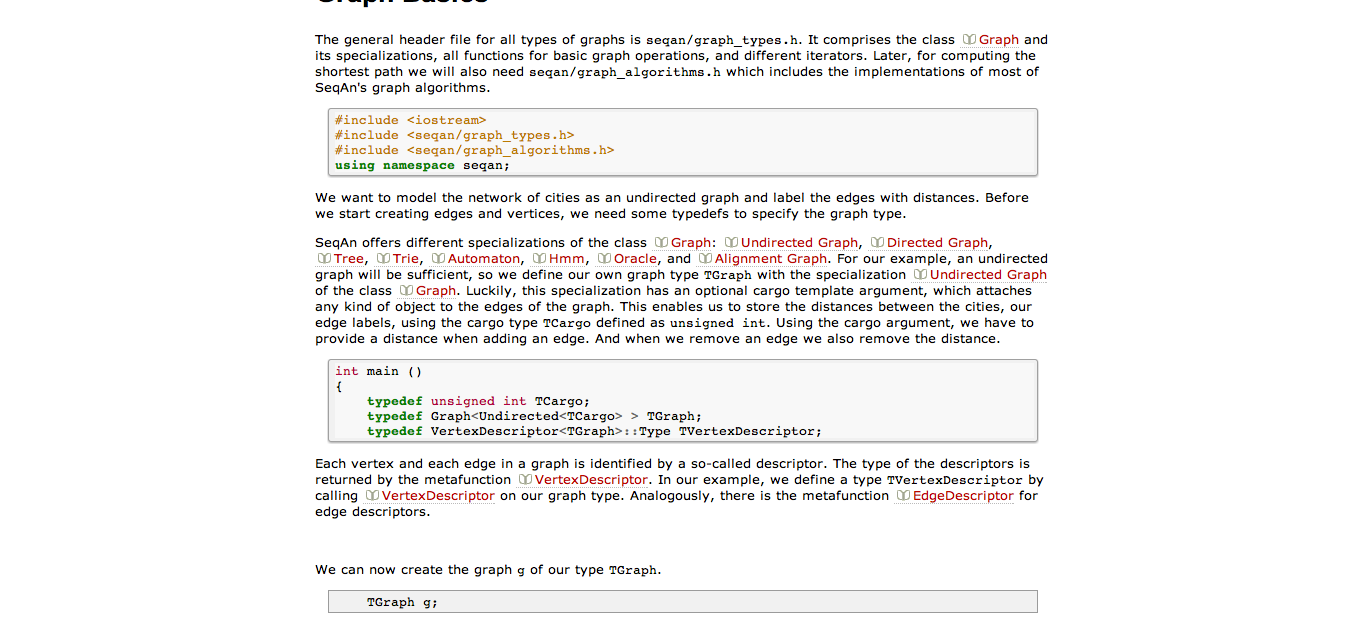 Graph Basics
The general header file for all types of graphs is seqan/graph_types.h. It comprises the class Graph and
its specializations, all functions for basic graph operations, and different iterators. Later, for computing the
shortest path we will also need seqan/graph_algorithms.h which includes the implementations of most of
SeqAn's graph algorithms.
#include <iostream>
#include <seqan/graph_types.h>
#include <seqan/graph_algorithms.h>
using namespace seqan;
We want to model the network of cities as an undirected graph and label the edges with distances. Before
we start creating edges and vertices, we need some typedefs to specify the graph type.
SeqAn offers different specializations of the class Graph: Undirected Graph, Directed Graph,
Tree, Trie, Automaton, Hmm, Oracle, and Alignment Graph. For our example, an undirected
graph will be sufficient, so we define our own graph type TGraph with the specialization Undirected Graph
of the class Graph. Luckily, this specialization has an optional cargo template argument, which attaches
any kind of object to the edges of the graph. This enables us to store the distances between the cities, our
edge labels, using the cargo type TCargo defined as unsigned int. Using the cargo argument, we have to
provide a distance when adding an edge. And when we remove an edge we also remove the distance.
int main ()
{
    typedef unsigned int TCargo;
    typedef Graph<Undirected<TCargo> > TGraph;
    typedef VertexDescriptor<TGraph>::Type TVertexDescriptor;
Each vertex and each edge in a graph is identified by a so-called descriptor. The type of the descriptors is
returned by the metafunction VertexDescriptor. In our example, we define a type TVertexDescriptor by
calling VertexDescriptor on our graph type. Analogously, there is the metafunction EdgeDescriptor for
edge descriptors.
We can now create the graph g of our type TGraph.
    TGraph g;